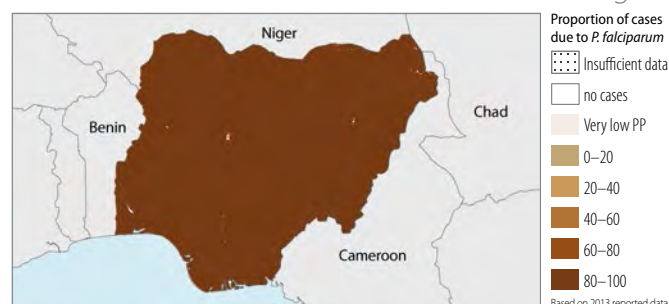 Niger
Benin
Chad
Cameroon
Proportion of cases
due to P. falciparum
Insufficient data
no cases
Very low PP
0–20
20–40
40–60
60–80
80–100
Based on 2013 reported data